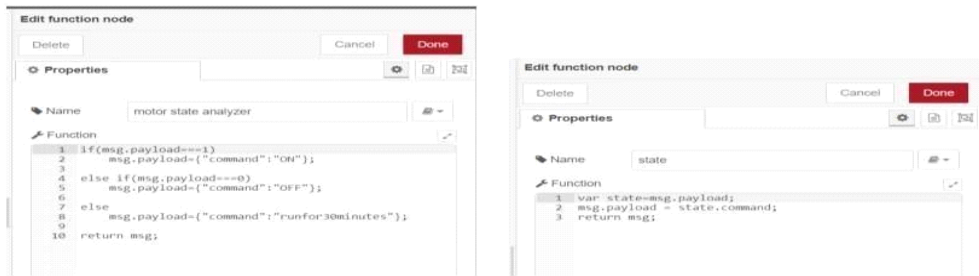 Edit function node
Delete
Cancel
Done
Properties
Name
motor state analyzer
Function
1 if(msg.payload===1)
2 msg.payload={"command":"ON"};
3
4 else if(msg.payload===0)
5 msg.payload={"command":"OFF"};
6
7 else
8 msg.payload={"command":"runfor30minutes"};
9
10 return msg;
Edit function node
Delete
Cancel
Done
Properties
Name
state
Function
1 var state=msg.payload;
2 msg.payload = state.command;
3 return msg;